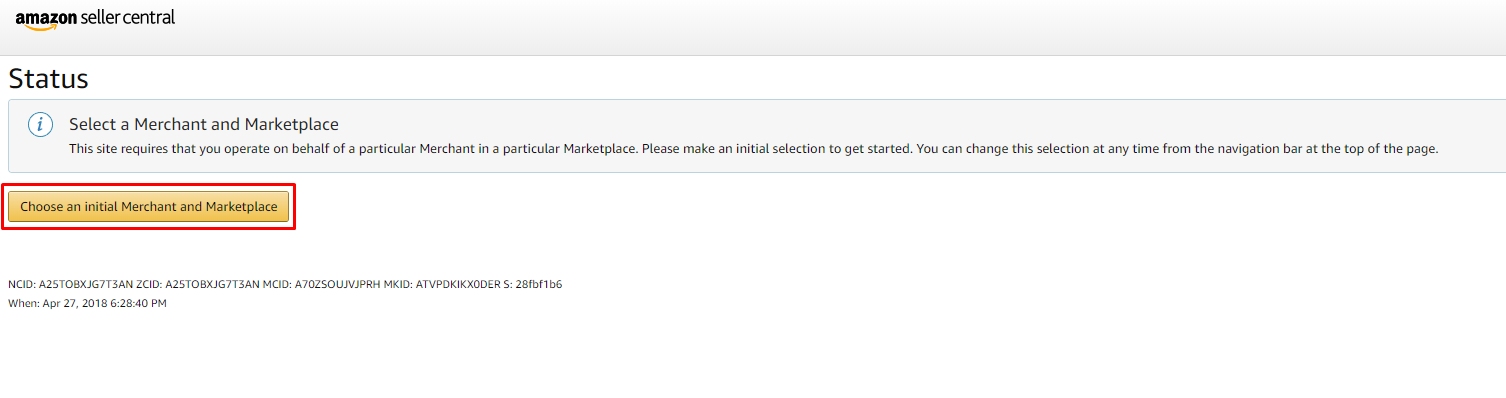 amazon seller central
Status
Select a Merchant and Marketplace
This site requires that you operate on behalf of a particular Merchant in a particular Marketplace. Please make an initial selection to get started. You can change this selection at any time from the navigation bar at the top of the page.
Choose an initial Merchant and Marketplace
NCID: A25TOBXJG7T3AN ZCID: A25TOBXJG7T3AN MCID: A70ZSOUJVJPRH MKID: ATVPDKIKX0DER S: 28fbf1b6
When: Apr 27, 2018 6:28:40 PM